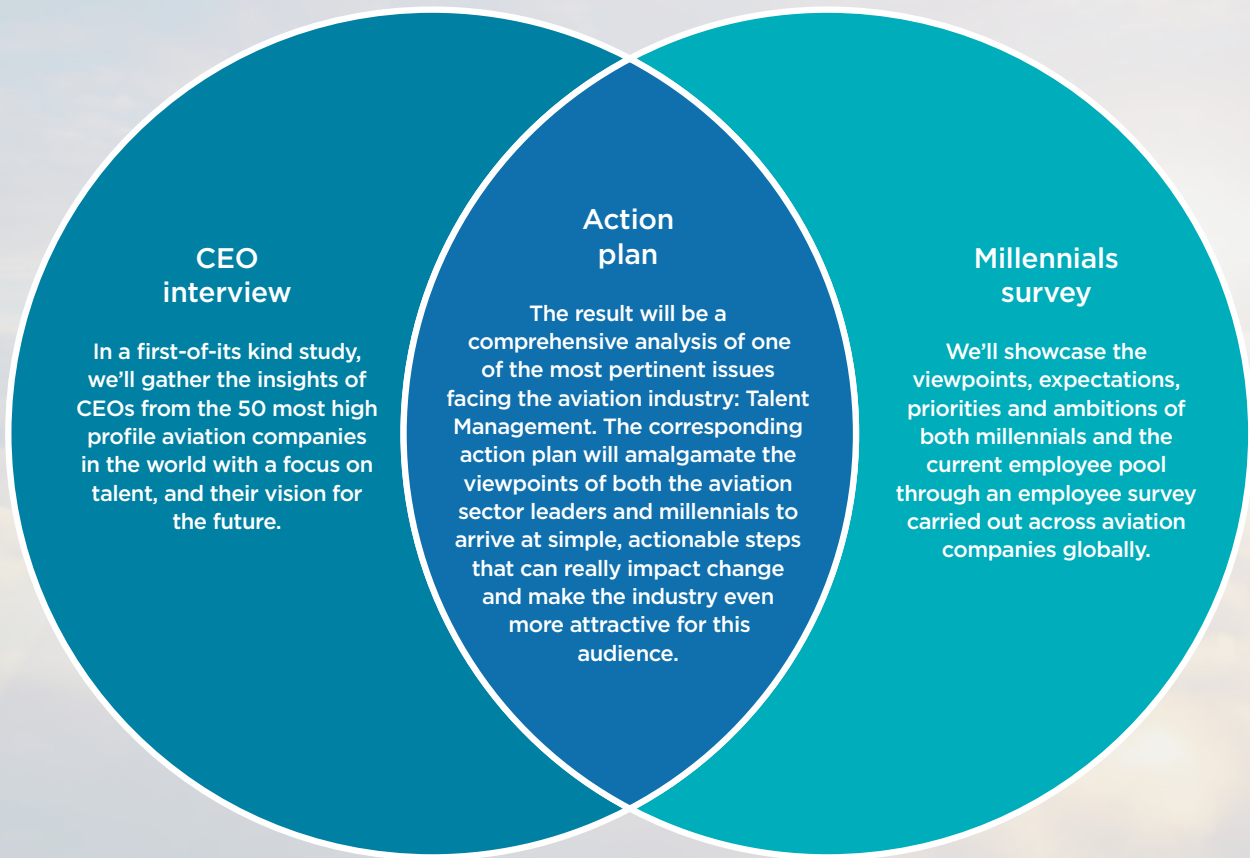 CEO
interview
In a first-of-its kind study,
we'll gather the insights of
CEOs from the 50 most high
profile aviation companies
in the world with a focus on
talent, and their vision for
the future.
Action
plan
The result will be a
comprehensive analysis of one
of the most pertinent issues
facing the aviation industry: Talent
Management. The corresponding
action plan will amalgamate the
viewpoints of both the aviation
sector leaders and millennials to
arrive at simple, actionable steps
that can really impact change
and make the industry even
more attractive for this
audience.
Millennials
survey
We'll showcase the
viewpoints, expectations,
priorities and ambitions of
both millennials and the
current employee pool
through an employee survey
carried out across aviation
companies globally.